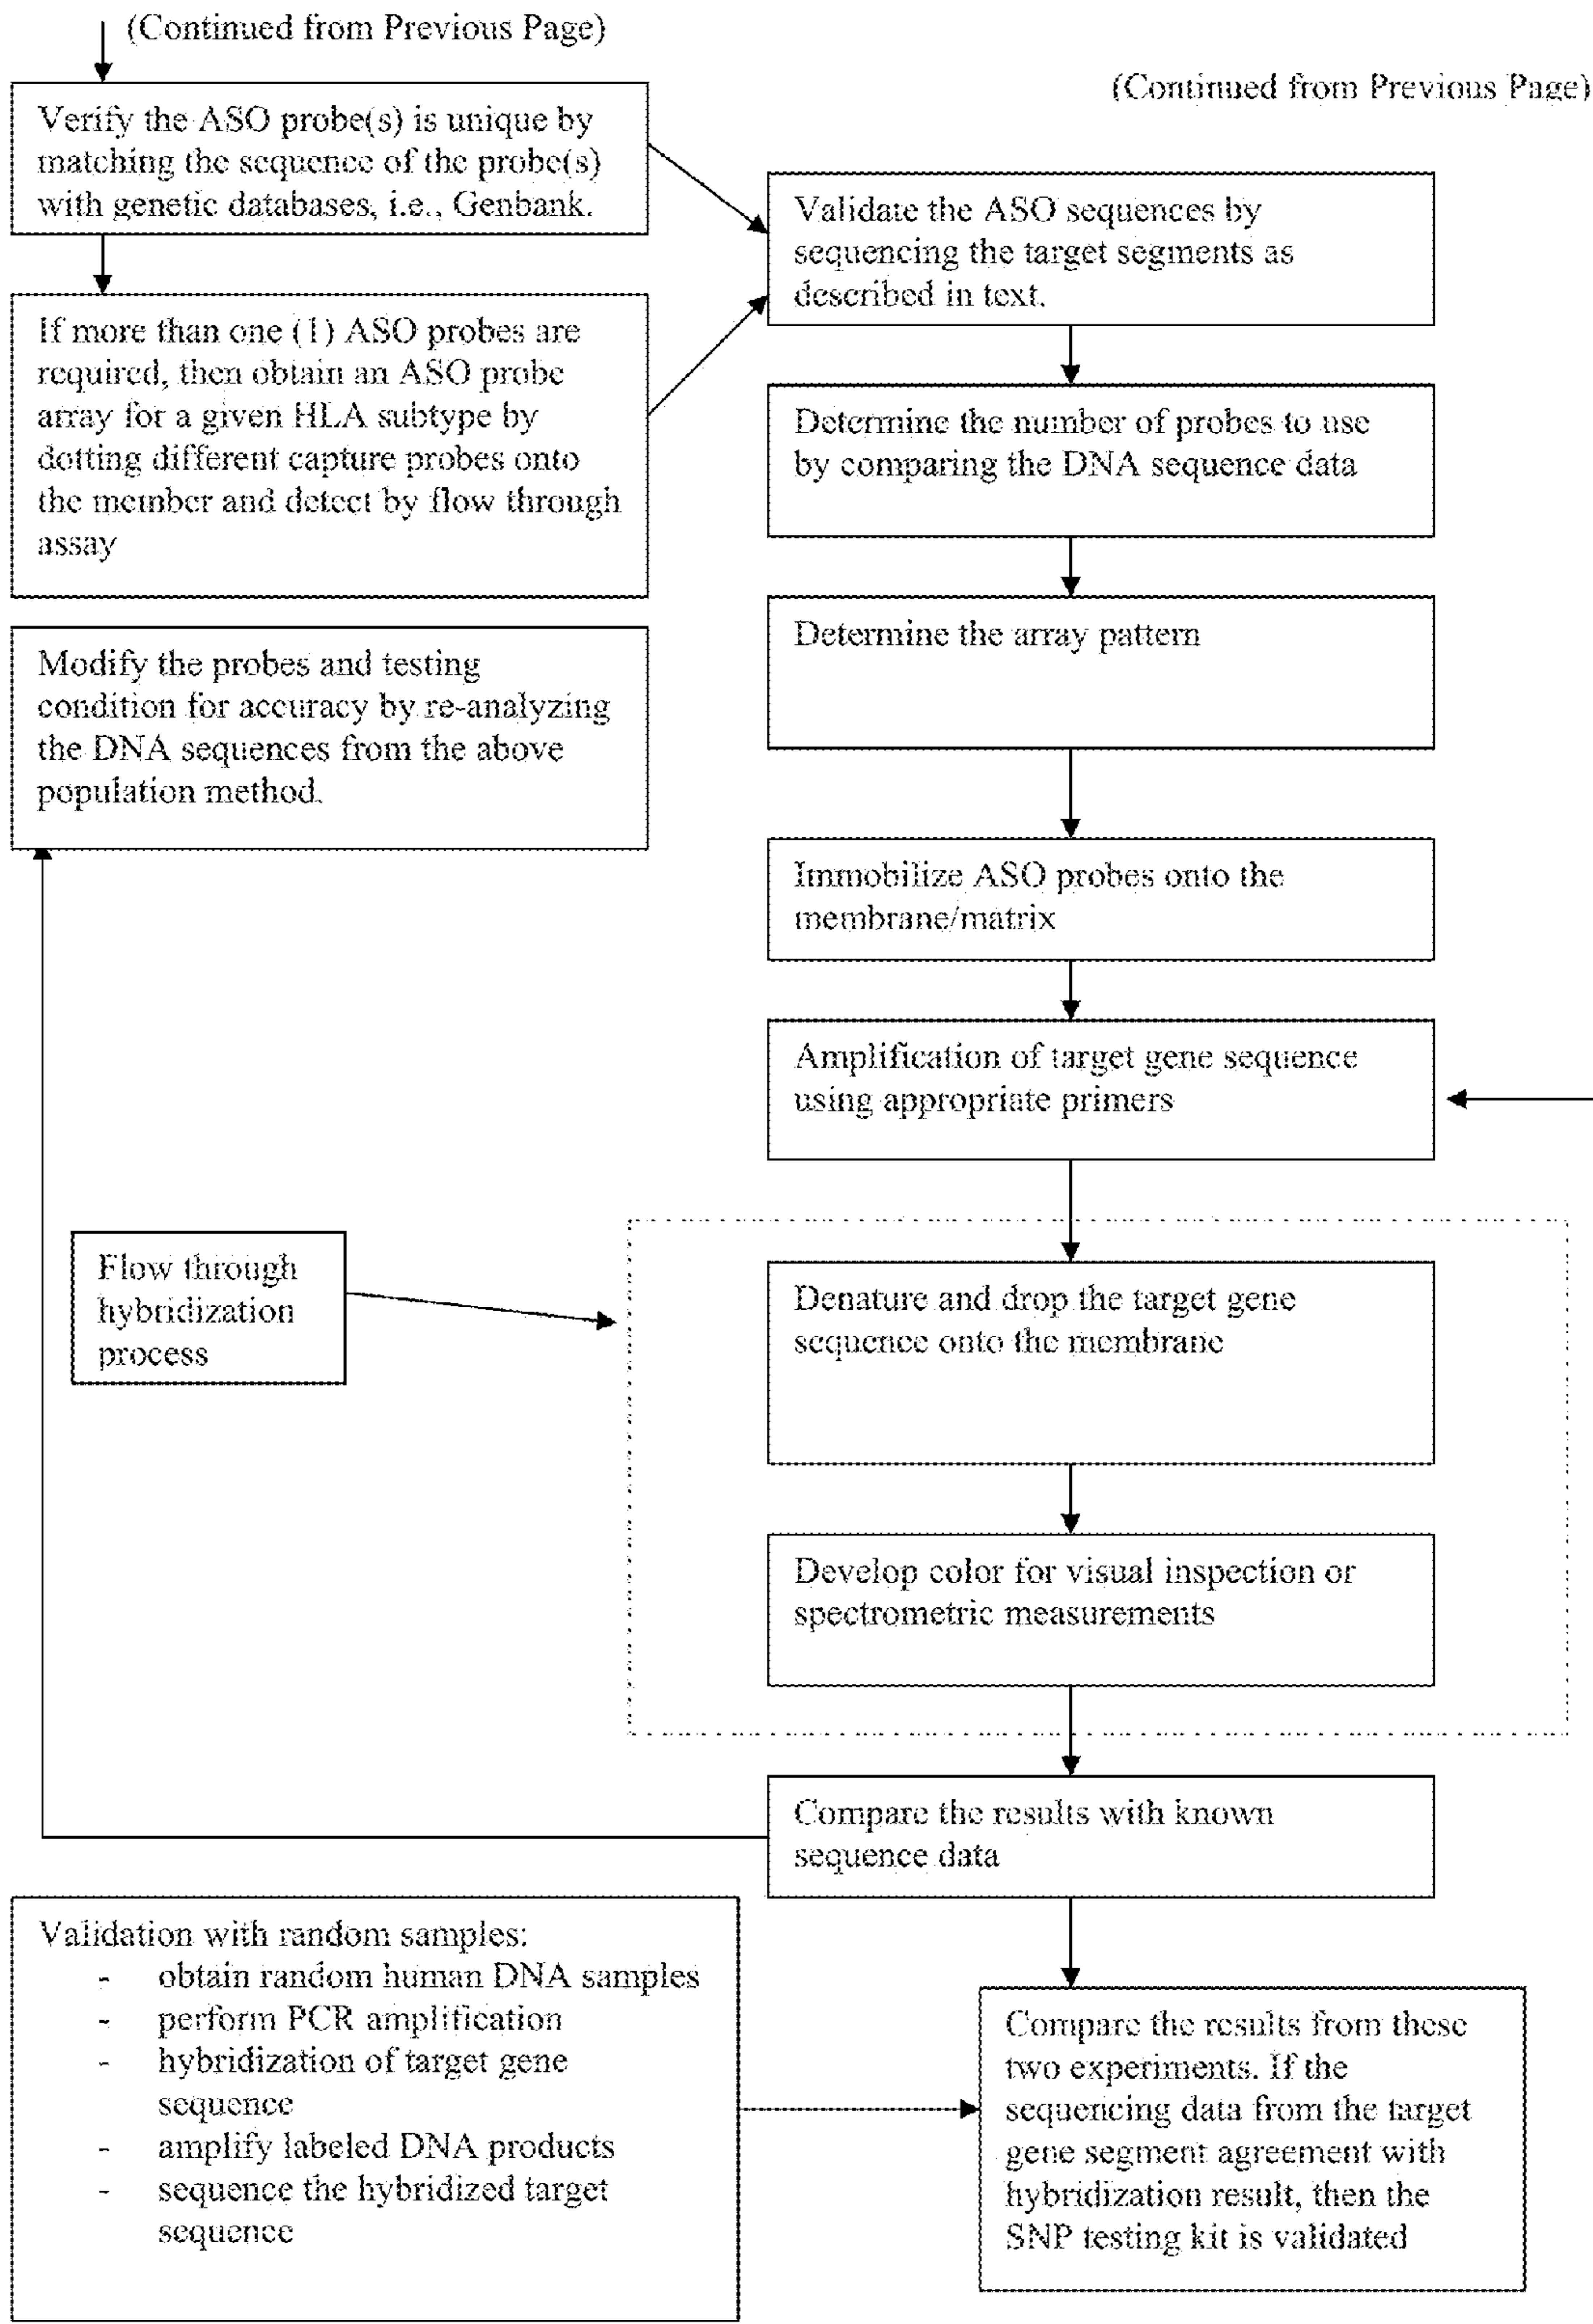 (Continued from Previous Page)
(Continued from Previous Page)
Verify the ASO probe(s) is unique by
matching the sequence of the probe(s)
with genetic databases, i.e., Genbank.
If more than one (1) ASO probes are
required, then obtain an ASO probe
array for a given HLA subtype by
dotting different capture probes onto
the member and detect by flow through
assay
Modify the probes and testing
condition for accuracy by re-analyzing
the DNA sequences from the above
population method.
Validate the ASO sequences by
sequencing the target segments as
described in text.
Determine the number of probes to use
by comparing the DNA sequence data
Determine the array pattern
Immobilize ASO probes onto the
membrane/matrix
Amplification of target gene sequence
using appropriate primers
Flow through
hybridization
process
Denature and drop the target gene
sequence onto the membrane
Develop color for visual inspection or
spectrometric measurements
Compare the results with known
sequence data
Validation with random samples:
- obtain random human DNA samples
- perform PCR amplification
- hybridization of target gene
sequence
- amplify labeled DNA products
- sequence the hybridized target
sequence
Compare the results from these
two experiments. If the
sequencing data from the target
gene segment agreement with
hybridization result, then the
SNP testing kit is validated